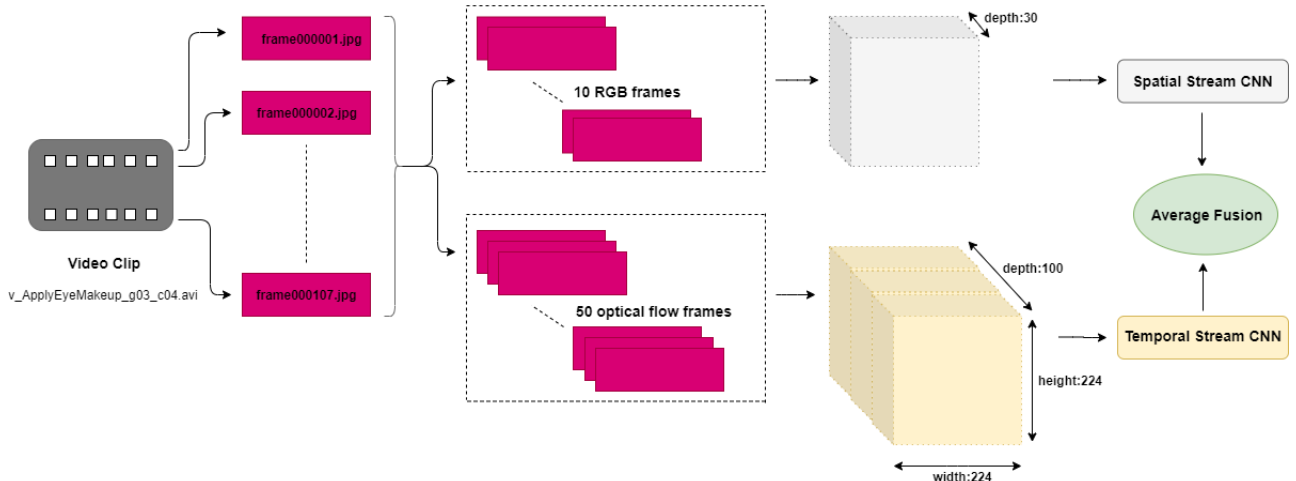 frame000001.jpg
frame000002.jpg
frame000107.jpg
Video Clip
v_ApplyEyeMakeup_g03_c04.avi
10 RGB frames
50 optical flow frames
depth:30
depth:100
height:224
width:224
Spatial Stream CNN
Average Fusion
Temporal Stream CNN